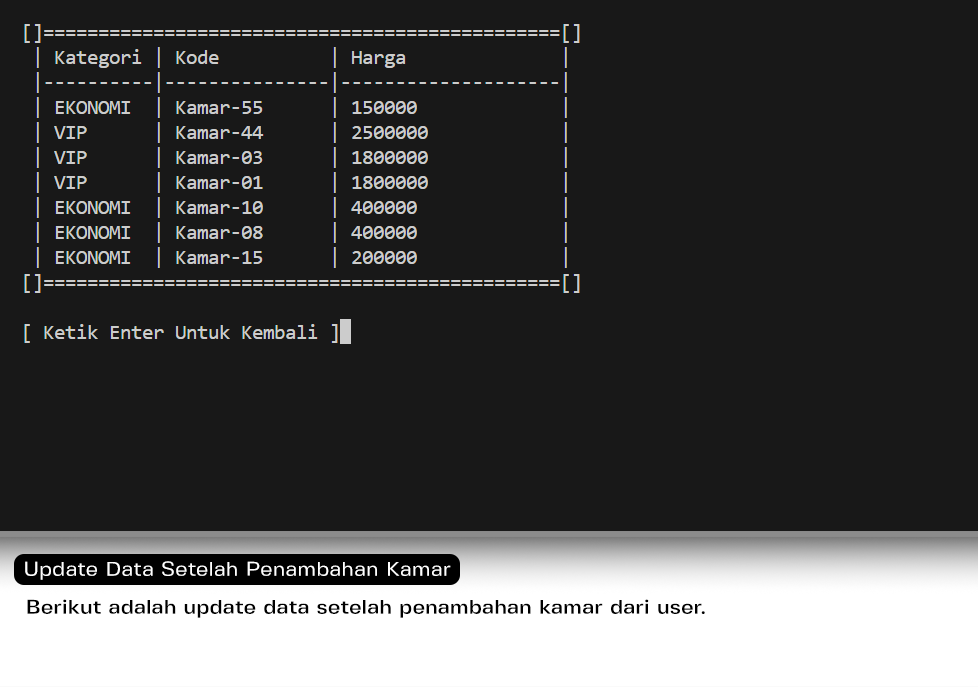 []===============================================[]
 | Kategori | Kode          | Harga              |
 |----------|---------------|--------------------|
 | EKONOMI  | Kamar-55      | 150000             |
 | VIP      | Kamar-44      | 2500000            |
 | VIP      | Kamar-03      | 1800000            |
 | VIP      | Kamar-01      | 1800000            |
 | EKONOMI  | Kamar-10      | 400000             |
 | EKONOMI  | Kamar-08      | 400000             |
 | EKONOMI  | Kamar-15      | 200000             |
[]===============================================[]
[ Ketik Enter Untuk Kembali ]
Update Data Setelah Penambahan Kamar
Berikut adalah update data setelah penambahan kamar dari user.